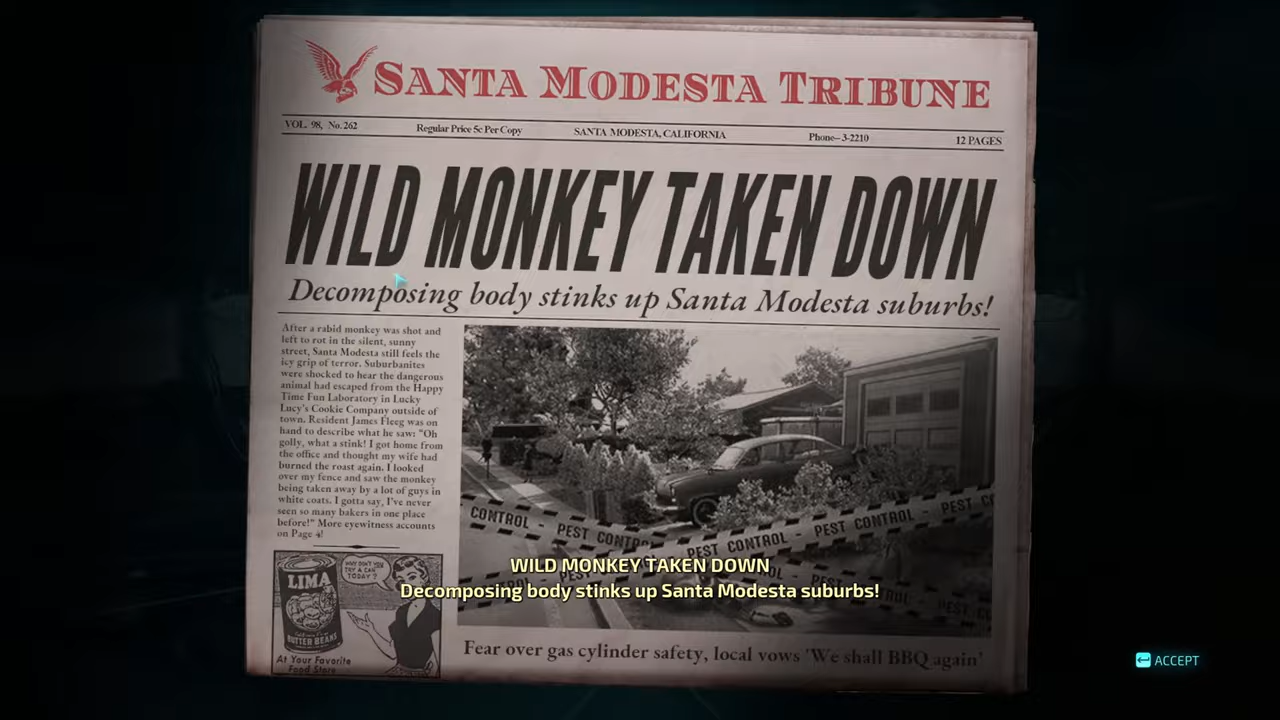 SANTA MODESTA TRIBUNE
VOL. 98, No. 262
Regular Price 5c Per Copy
SANTA MODESTA, CALIFORNIA
Phone- 3-2210
12 PAGES
WILD MONKEY TAKEN DOWN
Decomposing body stinks up Santa Modesta suburbs!
After a rabid monkey was shot and
left to rot in the silent, sunny
street, Santa Modesta still feels the
icy grip of terror. Suburbanites
were shocked to hear the dangerous
animal had escaped from the Happy
Time Fun Laboratory in Lucky
Lucy's Cookie Company outside of
town. Resident James Fleeg was on
hand to describe what he saw: "Oh
golly, what a stink! I got home from
the office and thought my wife had
burned the roast again. I looked
over my fence and saw the monkey
being taken away by a lot of guys in
white coats. I gotta say, I've never
seen so many bakers in one place
before!" More eyewitness accounts
on Page 4!
CONTROL - PEST CONTROL
PEST CONTROL - PEST CONTROL - PEST C
WILD MONKEY TAKEN DOWN
Decomposing body stinks up Santa Modesta suburbs!
WHY DON'T YOU
TRY A CAN
TODAY?
LIMA
BUTTER BEANS
At Your Favorite
Food Store
Fear over gas cylinder safety, local vows 'We shall BBQ again'
ACCEPT